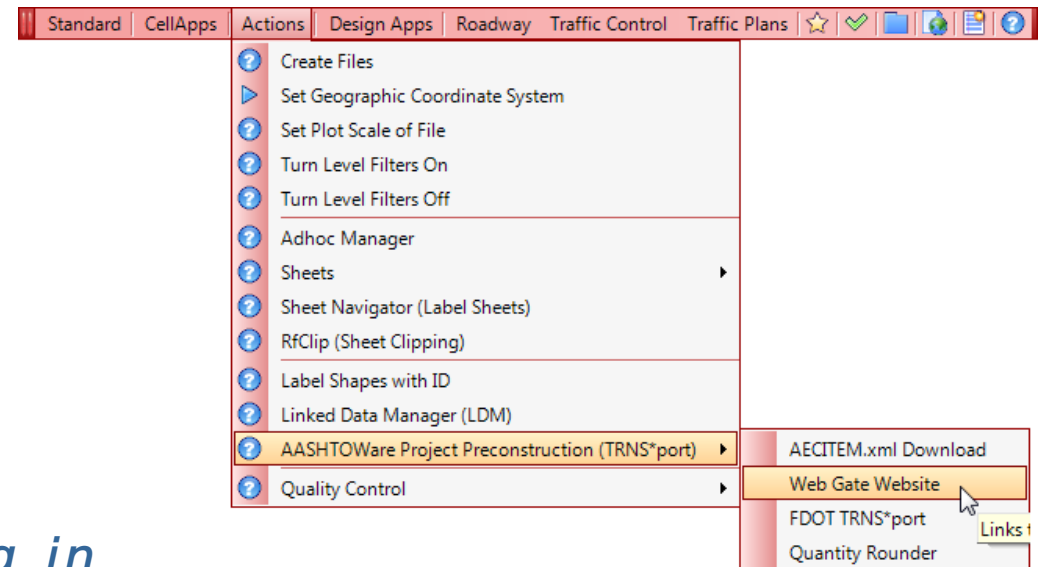 Standard CellApps Actions Design Apps Roadway Traffic Control Traffic Plans
Create Files
Set Geographic Coordinate System
Set Plot Scale of File
Turn Level Filters On
Turn Level Filters Off
Adhoc Manager
Sheets
Sheet Navigator (Label Sheets)
RfClip (Sheet Clipping)
Label Shapes with ID
Linked Data Manager (LDM)
AASHTOWare Project Preconstruction (TRNS*port)
Quality Control
AECITEM.xml Download
Web Gate Website
FDOT TRNS*port
Links
Quantity Rounder
in